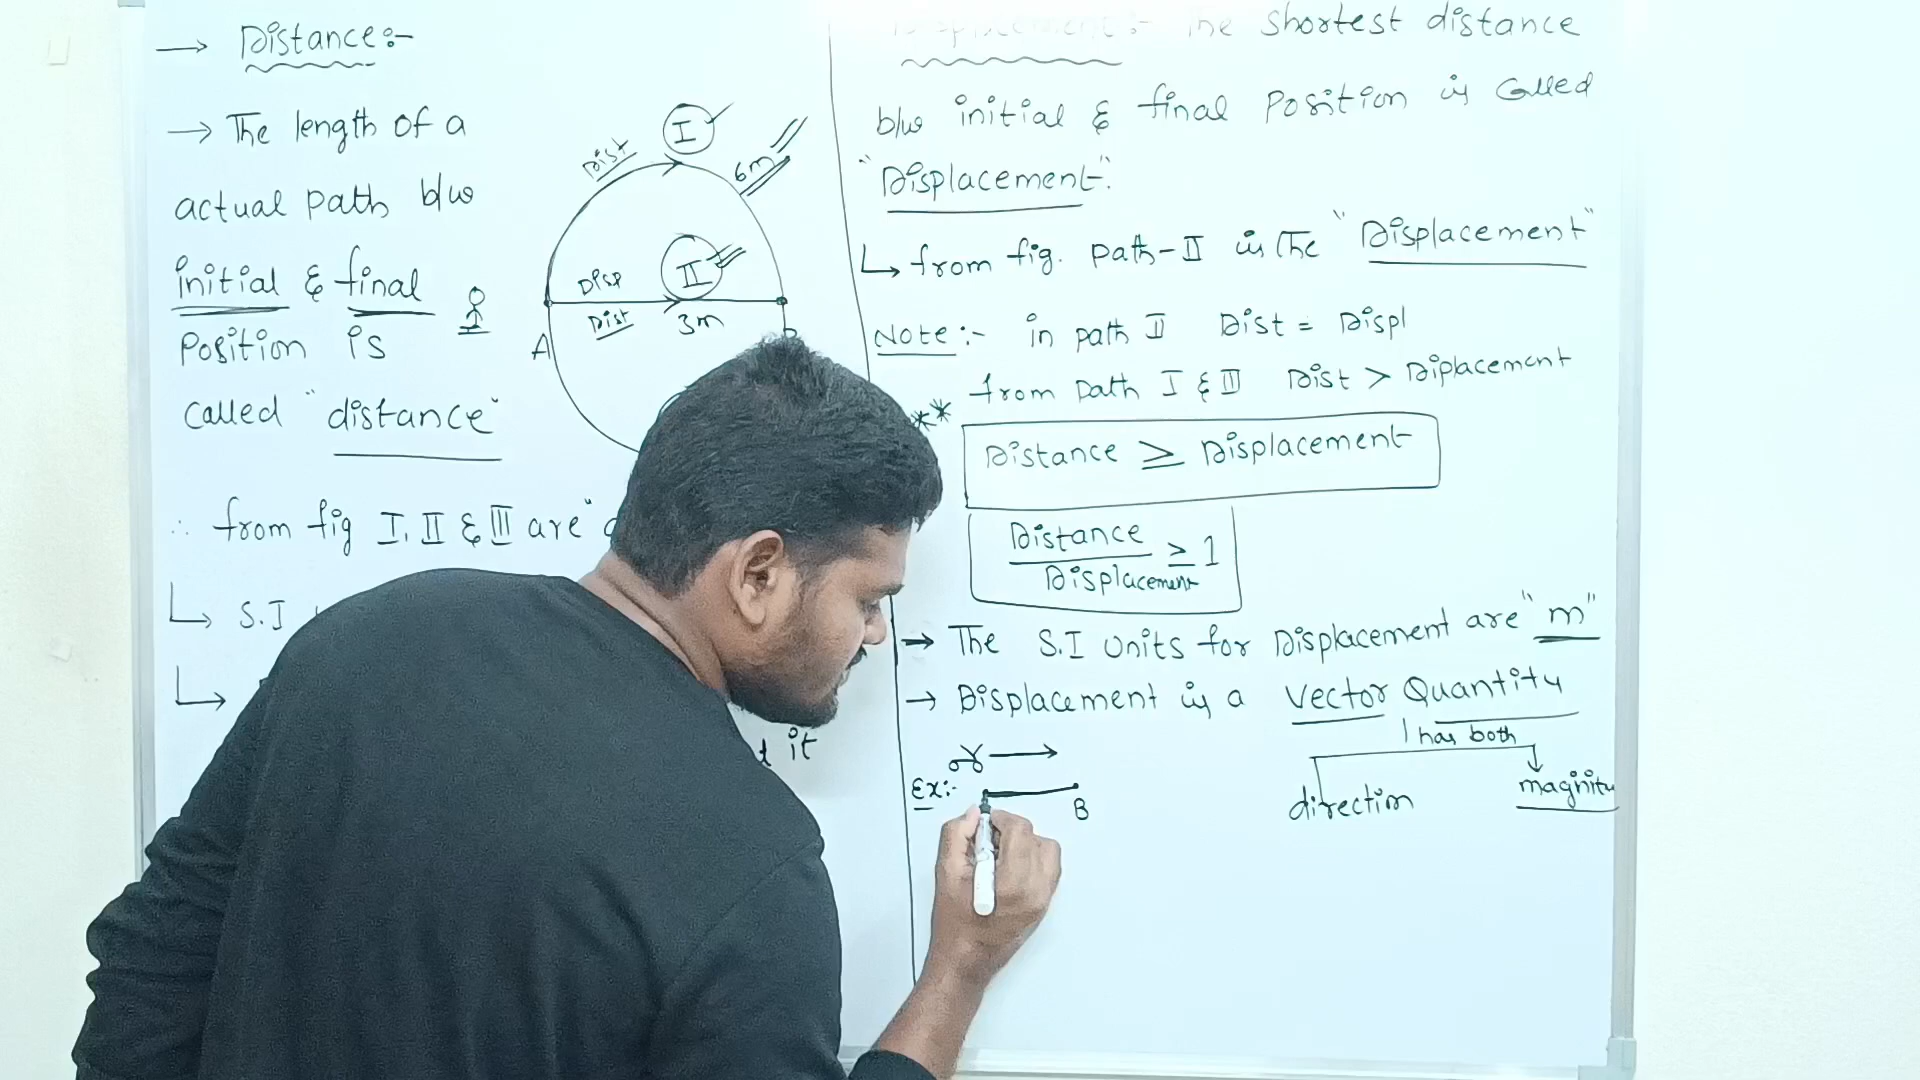 → Distance:-
→ The length of a
actual path b/w
initial & final
Position is
called "distance"
∴ from fig I, II & III are "
↳ S.I
it
I
Dist
6m
II
Disp
Dist
3m
A
Displacement:- The shortest distance
b/w initial & final Position is called
"Displacement".
↳ from fig. path-II is the "Displacement"
Note:- in path II Dist = Displ
from path I & III Dist > Diplacement
** Distance ≥ Displacement
Distance
Displacement ≥ 1
→ The S.I Units for Displacement are "m"
→ Displacement is a Vector Quantity
has both
direction
magnitu
Ex:-
B